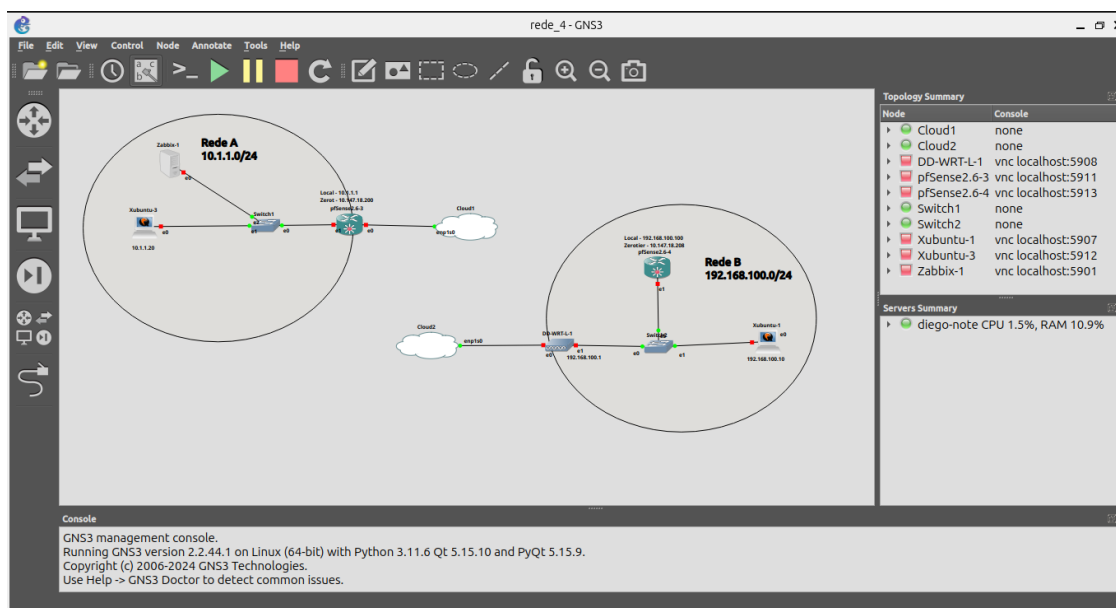 rede_4 - GNS3
File Edit View Control Node Annotate Tools Help
Topology Summary
Node Console
Cloud1 none
Cloud2 none
DD-WRT-L-1 vnc localhost:5908
pfSense2.6-3 vnc localhost:5911
pfSense2.6-4 vnc localhost:5913
Switch1 none
Switch2 none
Xubuntu-1 vnc localhost:5907
Xubuntu-3 vnc localhost:5912
Zabbix-1 vnc localhost:5901
Servers Summary
diego-note CPU 1.5%, RAM 10.9%
Zabbix-1
e0
Rede A
10.1.1.0/24
Xubuntu-3
e0
10.1.1.20
Switch1
e2
e1
e0
Local - 10.1.1.1
Zerot - 10.147.18.200
pfSense2.6-3
e1
e0
Cloud1
enp1s0
Local - 192.168.100.100
Zerotier - 10.147.18.208
pfSense2.6-4
e1
Rede B
192.168.100.0/24
Cloud2
enp1s0
DD-WRT-L-1
e0
e1
192.168.100.1
e0
e1
Xubuntu-1
e0
192.168.100.10
Console
GNS3 management console.
Running GNS3 version 2.2.44.1 on Linux (64-bit) with Python 3.11.6 Qt 5.15.10 and PyQt 5.15.9.
Copyright (c) 2006-2024 GNS3 Technologies.
Use Help -> GNS3 Doctor to detect common issues.